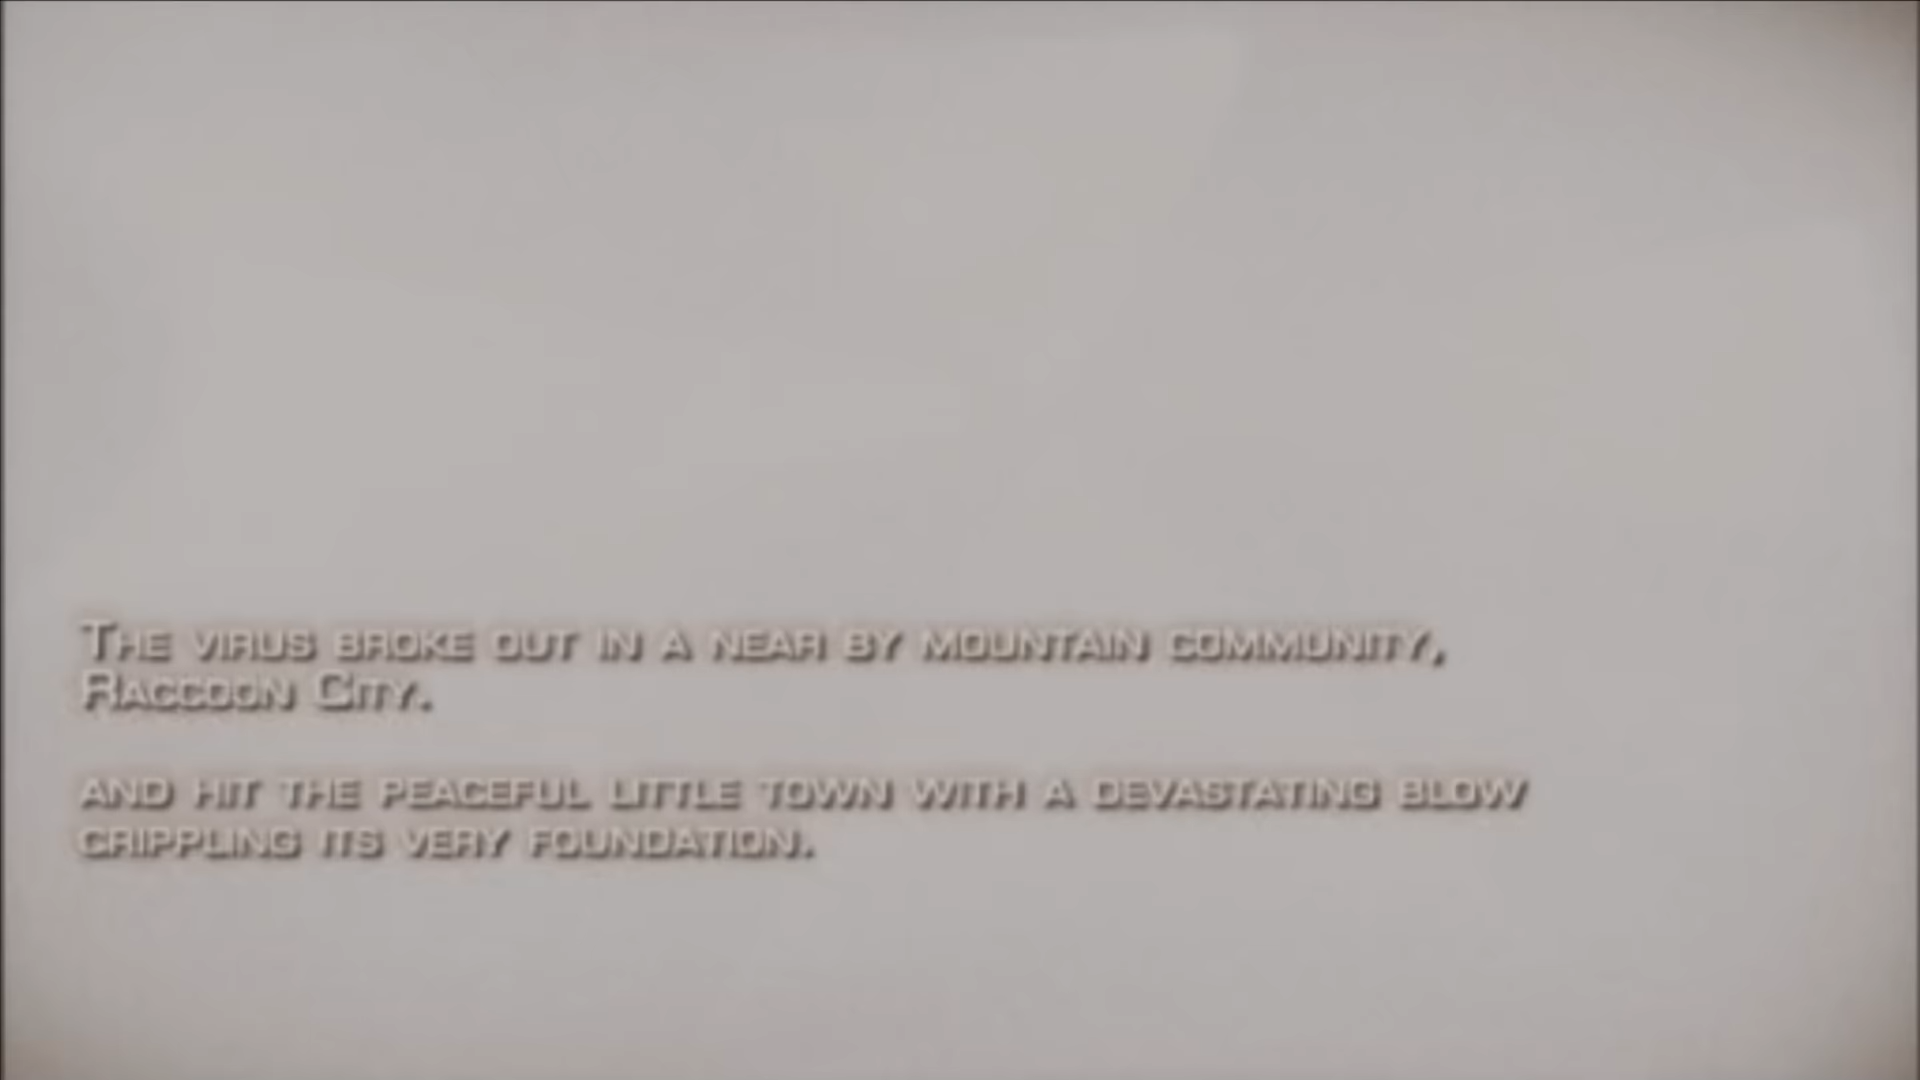 The virus broke out in a near by mountain community,
Raccoon City.
and hit the peaceful little town with a devastating blow
crippling its very foundation.